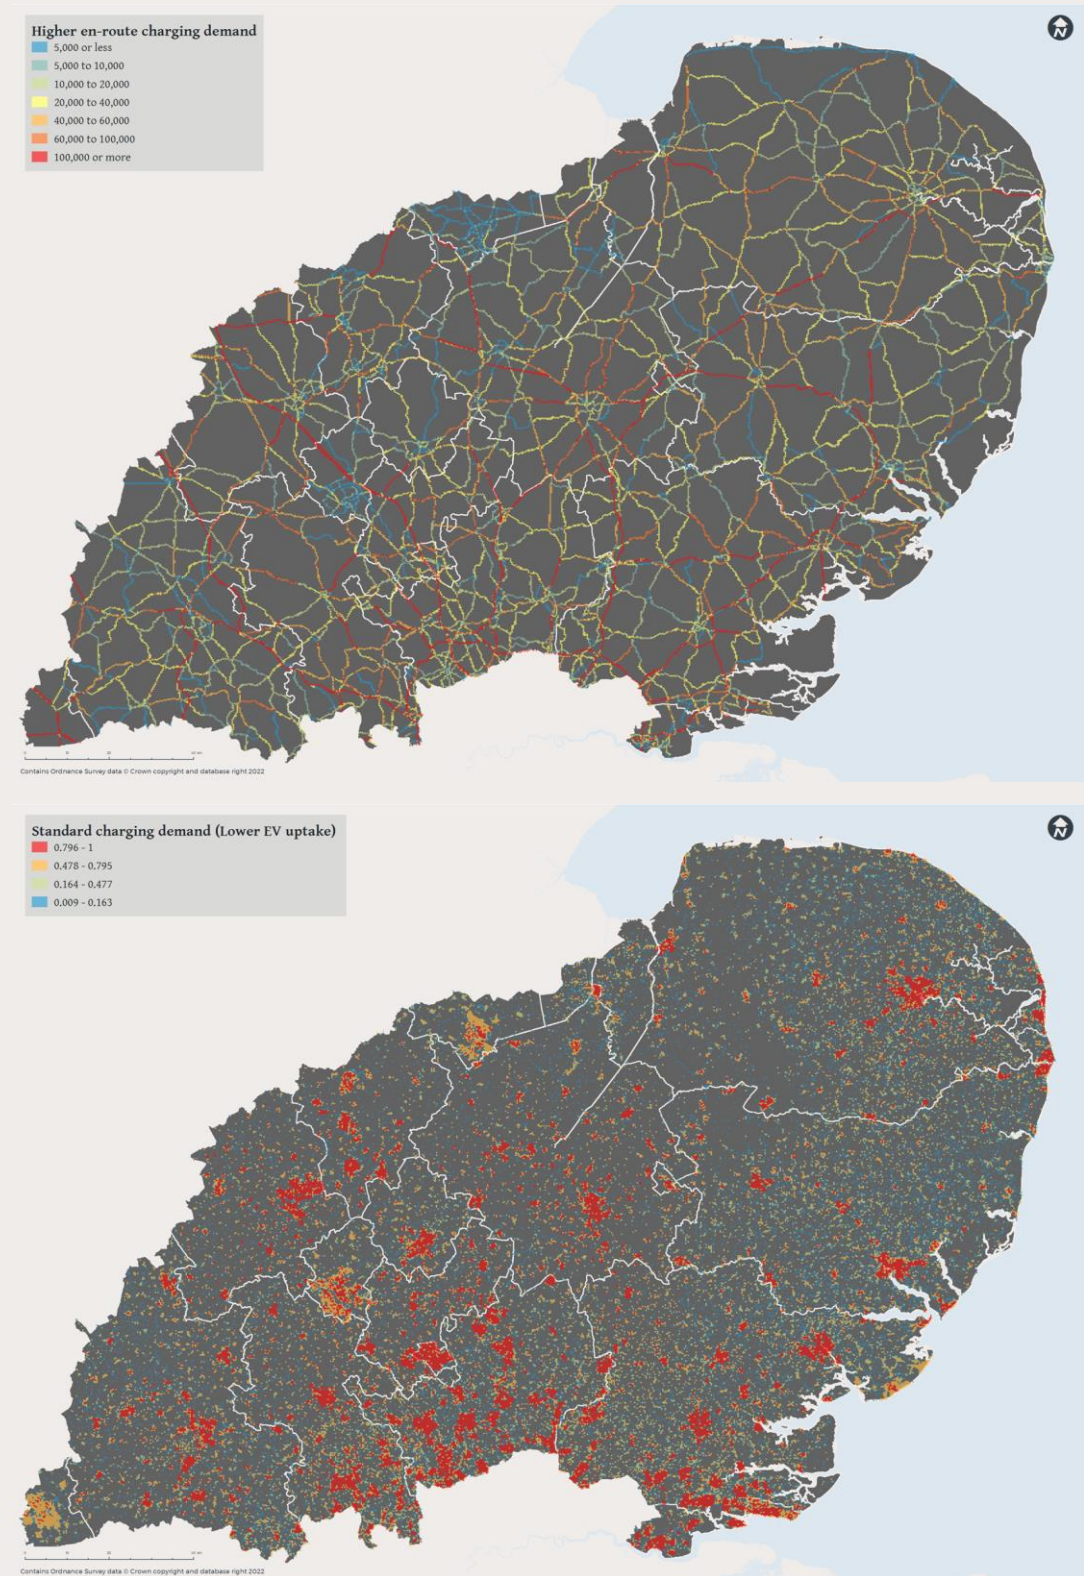 Higher en-route charging demand
5,000 or less
5,000 to 10,000
10,000 to 20,000
20,000 to 40,000
40,000 to 60,000
60,000 to 100,000
100,000 or more
N
Contains Ordnance Survey data © Crown copyright and database right 2022
Standard charging demand (Lower EV uptake)
0.796 - 1
0.478 - 0.795
0.164 - 0.477
0.009 - 0.163
N
Contains Ordnance Survey data © Crown copyright and database right 2022